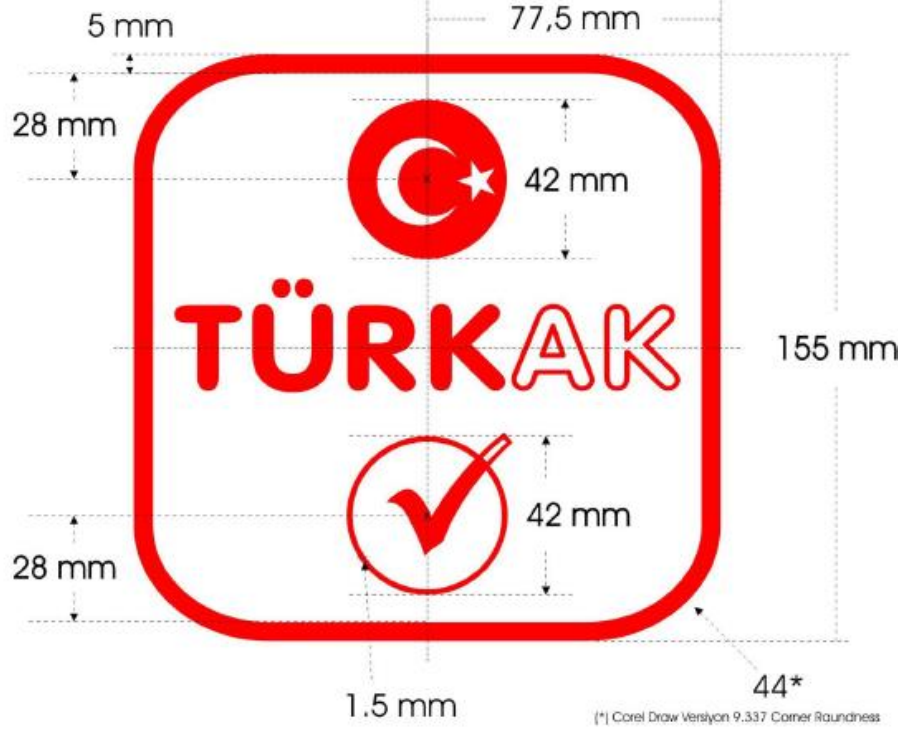 77,5 mm
5 mm
28 mm
42 mm
TÜRKAK
155 mm
42 mm
28 mm
1.5 mm
44*
(*) Corel Draw Versiyon 9.337 Corner Raundness